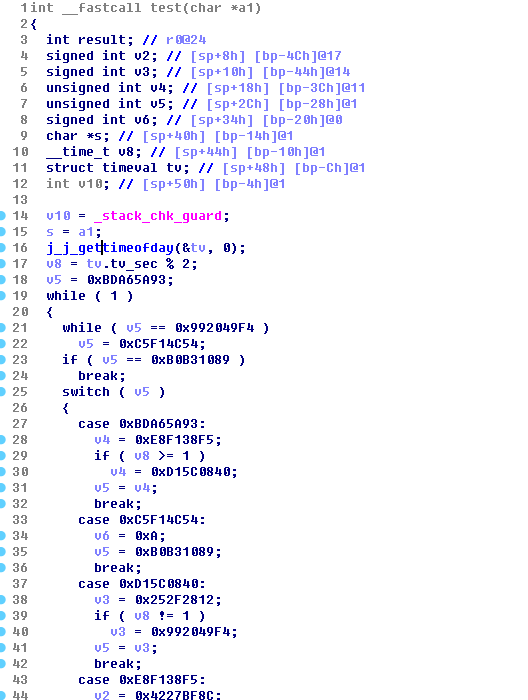 1 int __fastcall test(char *a1)
2 {
3 int result; // r0@24
4 signed int v2; // [sp+8h] [bp-4Ch]@17
5 signed int v3; // [sp+10h] [bp-44h]@14
6 unsigned int v4; // [sp+18h] [bp-3Ch]@11
7 unsigned int v5; // [sp+2Ch] [bp-28h]@1
8 signed int v6; // [sp+34h] [bp-20h]@0
9 char *s; // [sp+40h] [bp-14h]@1
10 __time_t v8; // [sp+44h] [bp-10h]@1
11 struct timeval tv; // [sp+48h] [bp-Ch]@1
12 int v10; // [sp+50h] [bp-4h]@1
13
14 v10 = _stack_chk_guard;
15 s = a1;
16 j_j_gettimeofday(&tv, 0);
17 v8 = tv.tv_sec % 2;
18 v5 = 0xBDA65A93;
19 while ( 1 )
20 {
21 while ( v5 == 0x992049F4 )
22 v5 = 0xC5F14C54;
23 if ( v5 == 0xB0B31089 )
24 break;
25 switch ( v5 )
26 {
27 case 0xBDA65A93:
28 v4 = 0xE8F138F5;
29 if ( v8 >= 1 )
30 v4 = 0xD15C0840;
31 v5 = v4;
32 break;
33 case 0xC5F14C54:
34 v6 = 0xA;
35 v5 = 0xB0B31089;
36 break;
37 case 0xD15C0840:
38 v3 = 0x252F2812;
39 if ( v8 != 1 )
40 v3 = 0x992049F4;
41 v5 = v3;
42 break;
43 case 0xE8F138F5:
44 v2 = 0x4227BF8C;